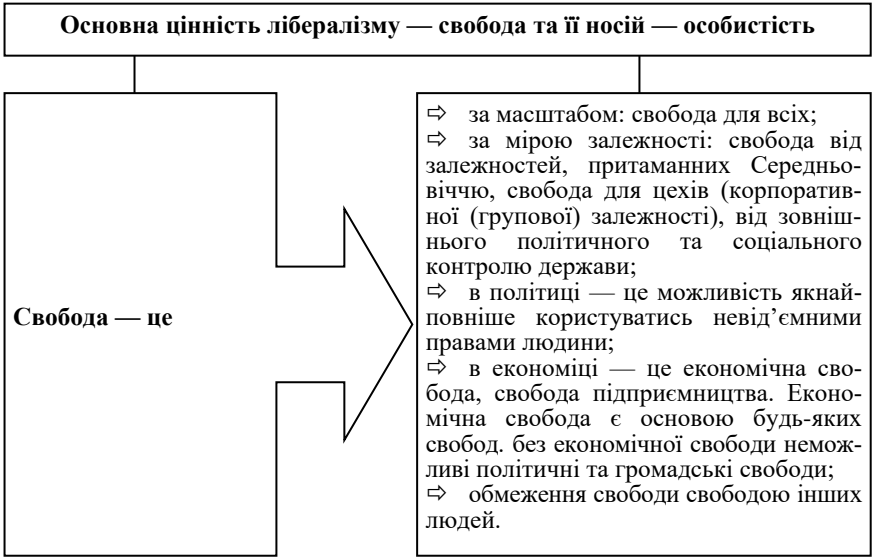 Основна цінність лібералізму — свобода та її носій — особистість
Свобода — це
⇨ за масштабом: свобода для всіх;
⇨ за мірою залежності: свобода від
залежностей, притаманних Середньо-
віччю, свобода для цехів (корпоратив-
ної (групової) залежності), від зовніш-
нього політичного та соціального
контролю держави;
⇨ в політиці — це можливість якнай-
повніше користуватись невід’ємними
правами людини;
⇨ в економіці — це економічна сво-
бода, свобода підприємництва. Еконо-
мічна свобода є основою будь-яких
свобод. без економічної свободи немож-
ливі політичні та громадські свободи;
⇨ обмеження свободи свободою інших
людей.